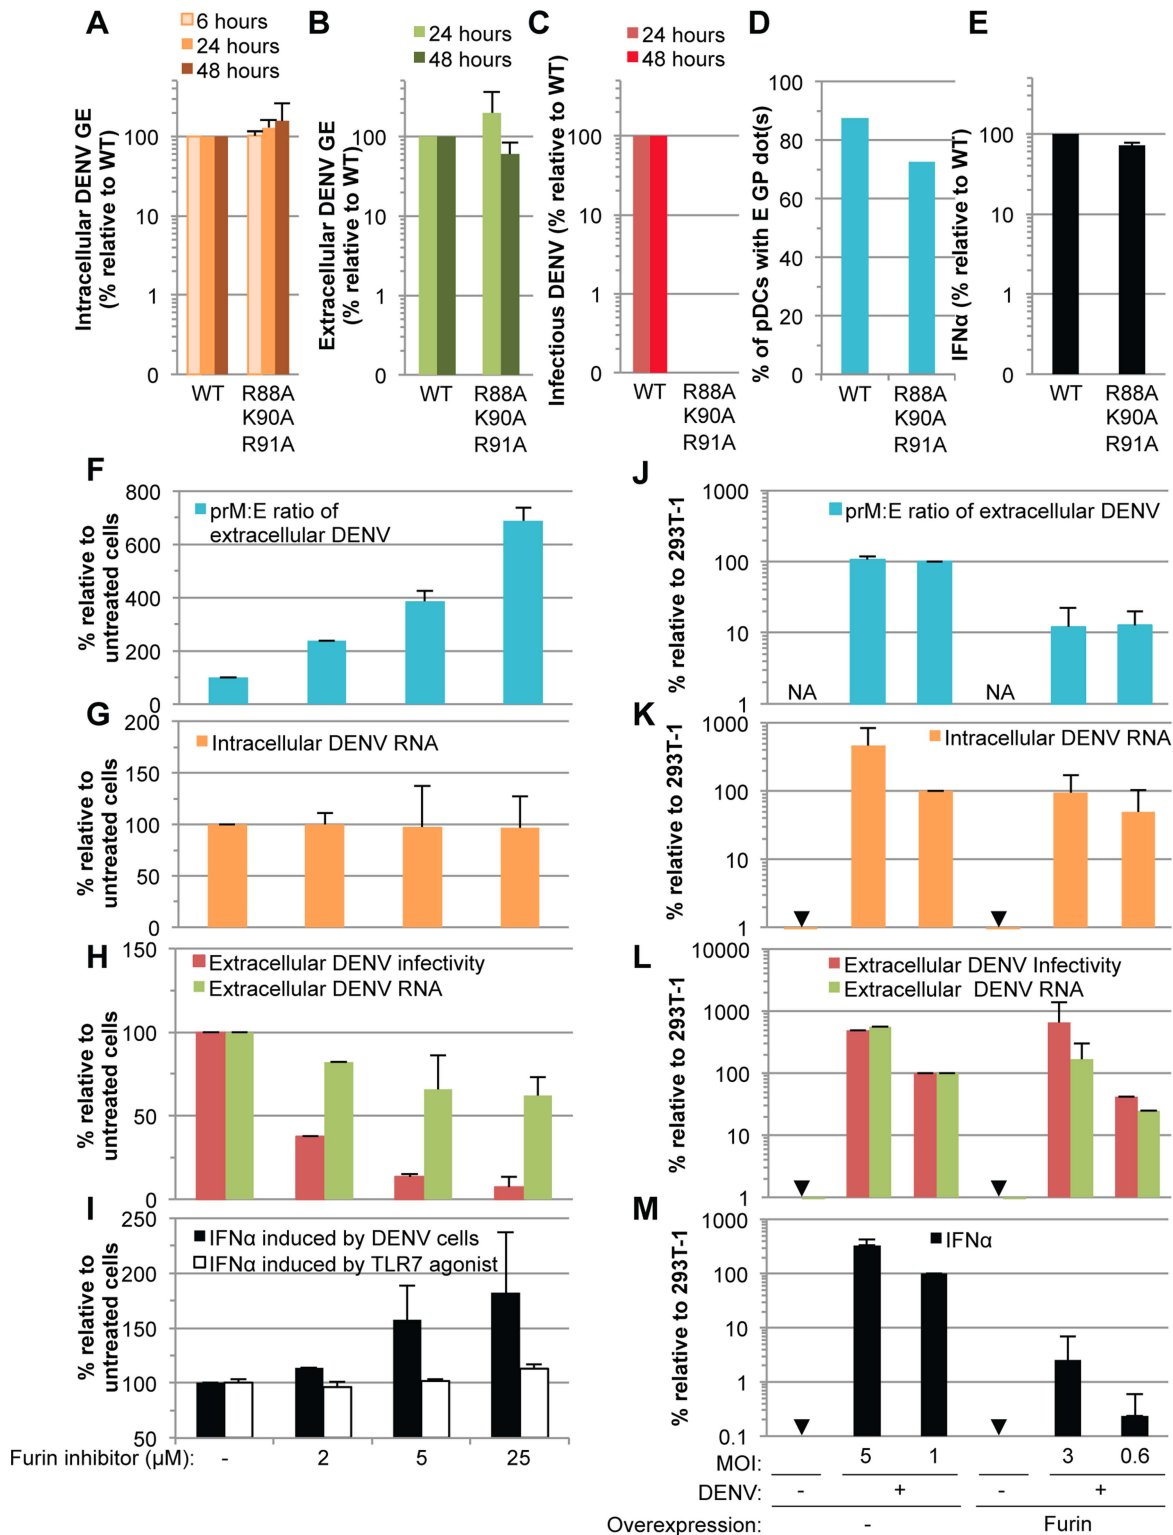 A
6 hours
24 hours
48 hours
Intracellular DENV GE
(% relative to WT)
100
10
1
0
WT
R88A
K90A
R91A
B
24 hours
48 hours
Extracellular DENV GE
(% relative to WT)
100
10
1
0
WT
R88A
K90A
R91A
C
24 hours
48 hours
Infectious DENV (% relative to WT)
100
10
1
0
WT
R88A
K90A
R91A
D
% of pDCs with E GP dot(s)
100
80
60
40
20
0
WT
R88A
K90A
R91A
E
IFNα (% relative to WT)
100
10
1
0
WT
R88A
K90A
R91A
F
% relative to
untreated cells
800
600
400
200
0
prM:E ratio of
extracellular DENV
G
% relative to
untreated cells
200
150
100
50
0
Intracellular DENV RNA
H
% relative to
untreated cells
150
100
50
0
Extracellular DENV infectivity
Extracellular DENV RNA
I
% relative to
untreated cells
250
200
150
100
50
IFNα induced by DENV cells
IFNα induced by TLR7 agonist
Furin inhibitor (µM): - 2 5 25
J
% relative to 293T-1
1000
100
10
1
prM:E ratio of extracellular DENV
NA NA
K
% relative to 293T-1
1000
100
10
1
Intracellular DENV RNA
L
% relative to 293T-1
10000
1000
100
10
1
Extracellular DENV Infectivity
Extracellular DENV RNA
M
% relative to 293T-1
1000
100
10
1
0.1
IFNα
MOI: 5 1 3 0.6
DENV: - + - +
Overexpression: - Furin